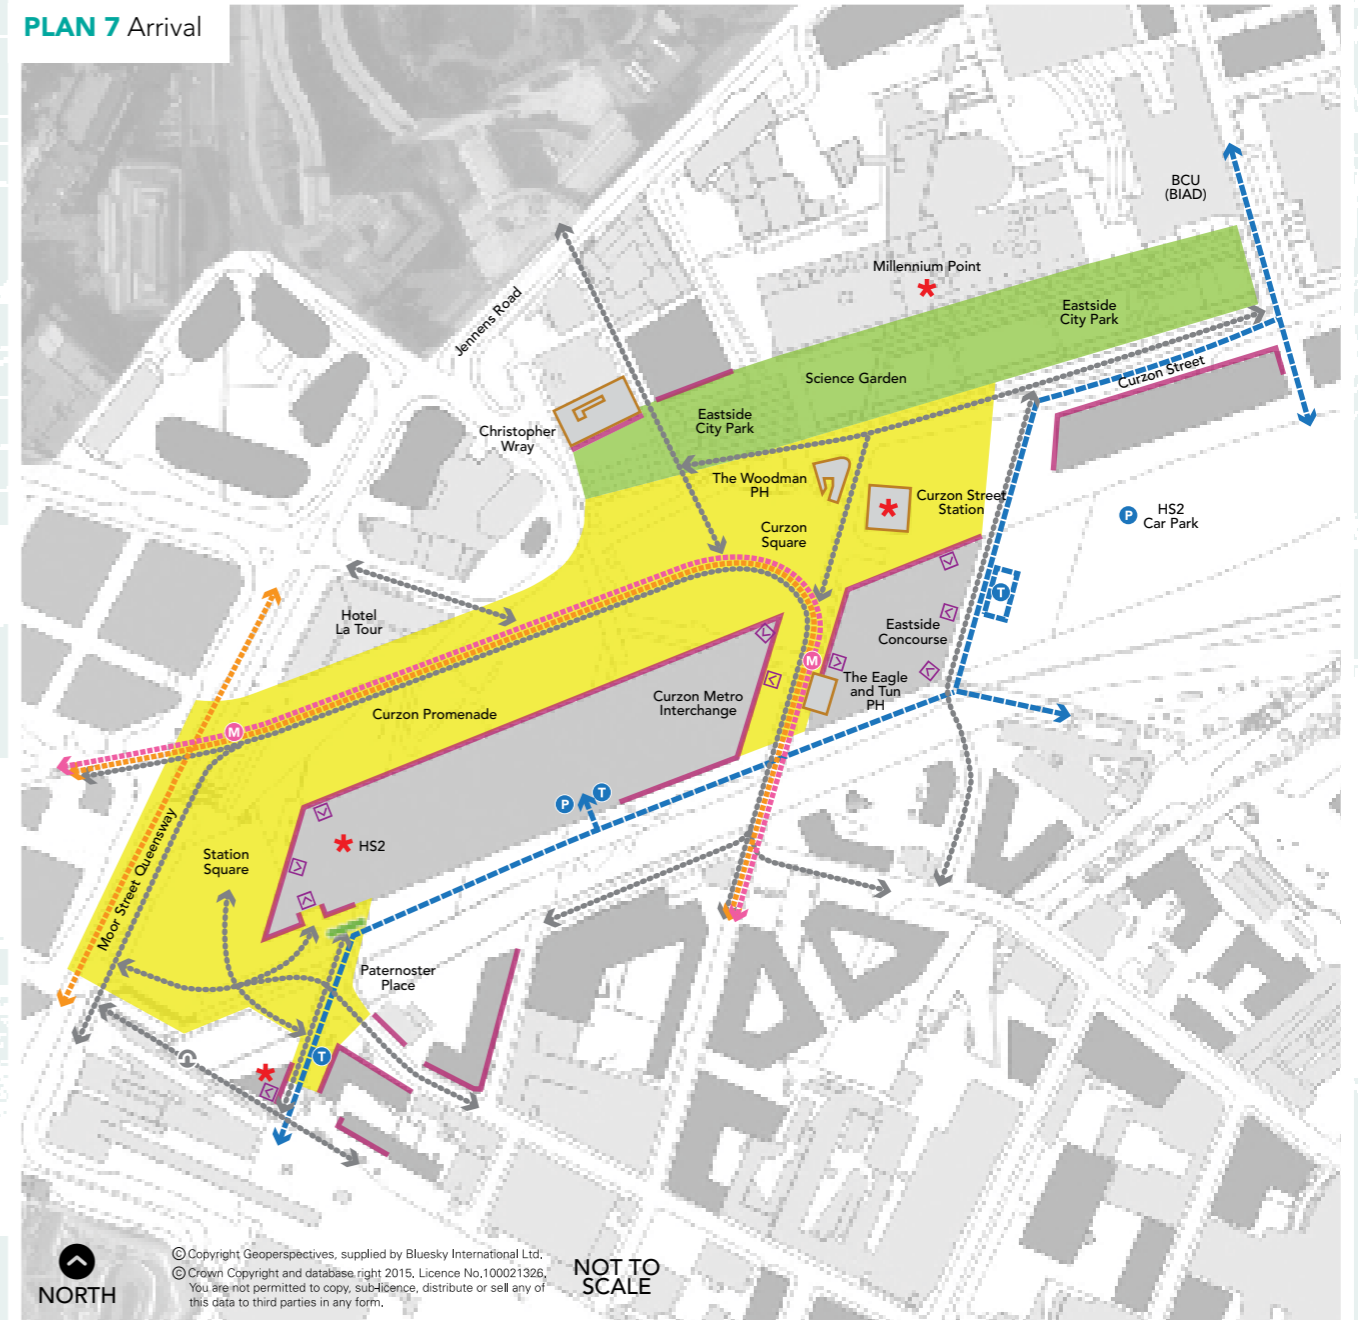 PLAN 7 Arrival
BCU
(BIAD)
Millennium Point
Eastside
City Park
Jennens Road
Science Garden
Curzon Street
Eastside
City Park
Christopher
Wray
The Woodman
PH
Curzon Street
Station
Curzon
Square
P
HS2
Car Park
T
Hotel
La Tour
Eastside
Concourse
M
The Eagle
and Tun
PH
Curzon Metro
Interchange
Curzon Promenade
M
P
T
HS2
Station
Square
Moor Street Queensway
Paternoster
Place
T
NORTH
© Copyright Geoperspectives, supplied by Bluesky International Ltd.
© Crown Copyright and database right 2015. Licence No.100021326.
You are not permitted to copy, sub-licence, distribute or sell any of
this data to third parties in any form.
NOT TO
SCALE